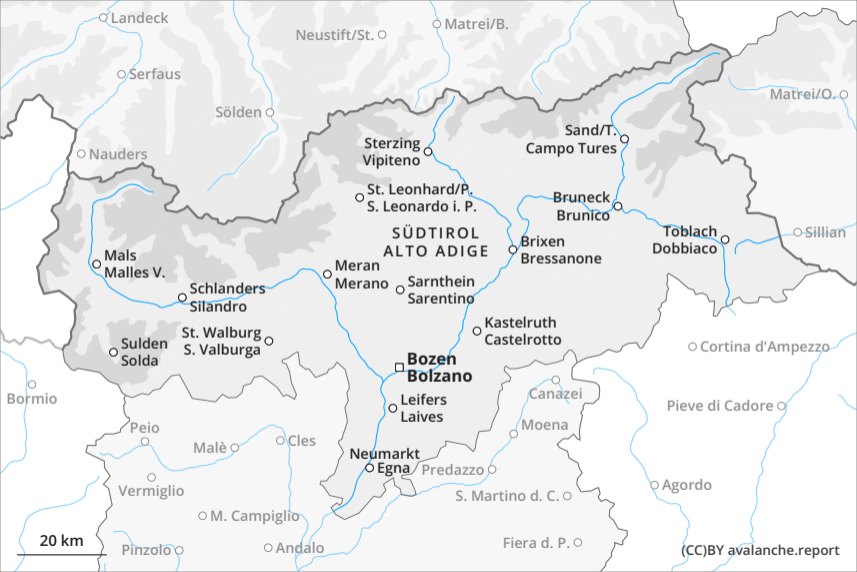 Landeck
Matrei/B.
Neustift/St.
Serfaus
Matrei/O.
Sölden
Sand/T.
Campo Tures
Sterzing
Vipiteno
Nauders
St. Leonhard/P.
S. Leonardo i. P.
Bruneck
Brunico
SÜDTIROL
ALTO ADIGE
Toblach
Dobbiaco
Sillian
Brixen
Bressanone
Mals
Malles V.
Meran
Merano
Sarnthein
Sarentino
Schlanders
Silandro
Kastelruth
Castelrotto
St. Walburg
S. Valburga
Sulden
Solda
Cortina d'Ampezzo
Bozen
Bolzano
Bormio
Canazei
Leifers
Laives
Pieve di Cadore
Peio
Moena
Malè
Cles
Neumarkt
Egna
Predazzo
Vermiglio
Agordo
S. Martino d. C.
M. Campiglio
20 km
Pinzolo
Andalo
Fiera d. P.
(CC)BY avalanche.report